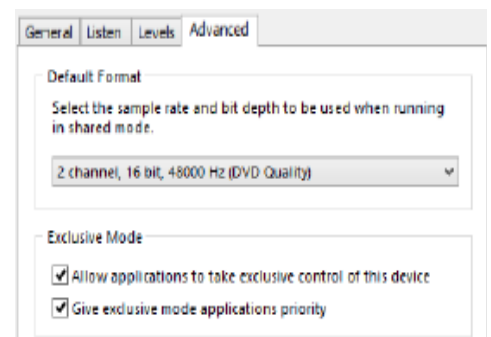 General Listen Levels Advanced
Default Format
Select the sample rate and bit depth to be used when running
in shared mode.
2 channel, 16 bit, 48000 Hz (DVD Quality)
Exclusive Mode
Allow applications to take exclusive control of this device
Give exclusive mode applications priority